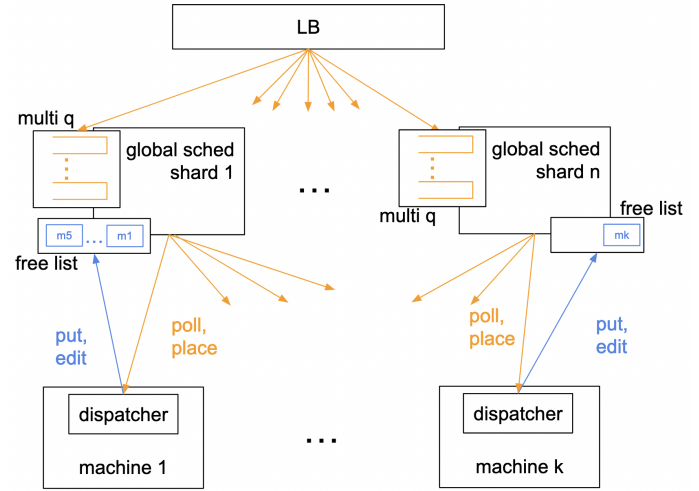 LB
multi q
global sched
shard 1
...
global sched
shard n
multi q
m5
...
m1
free list
free list
mk
put,
edit
poll,
place
poll,
place
put,
edit
dispatcher
machine 1
...
dispatcher
machine k